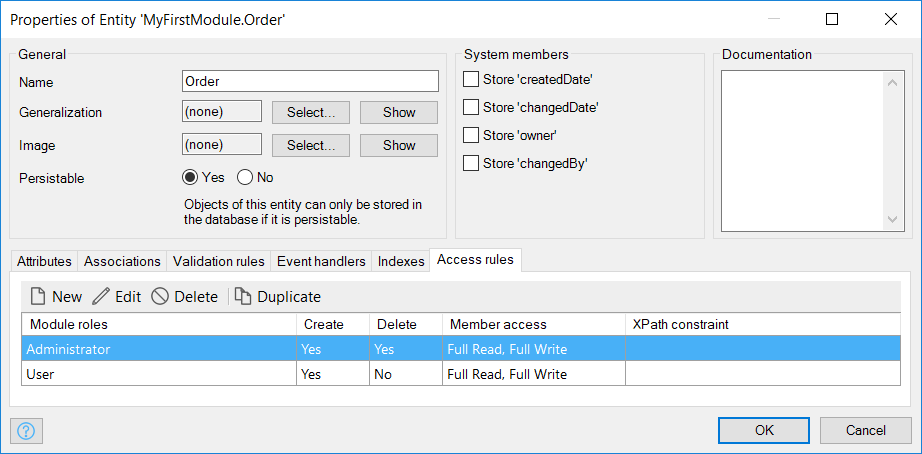 Properties of Entity 'MyFirstModule.Order'
General
Name
Order
Generalization
(none)
Select...
Show
Image
(none)
Select...
Show
Persistable
Yes
No
Objects of this entity can only be stored in
the database if it is persistable.
System members
Store 'createdDate'
Store 'changedDate'
Store 'owner'
Store 'changedBy'
Documentation
Attributes
Associations
Validation rules
Event handlers
Indexes
Access rules
New
Edit
Delete
Duplicate
Module roles
Create
Delete
Member access
XPath constraint
Administrator
Yes
Yes
Full Read, Full Write
User
Yes
No
Full Read, Full Write
?
OK
Cancel